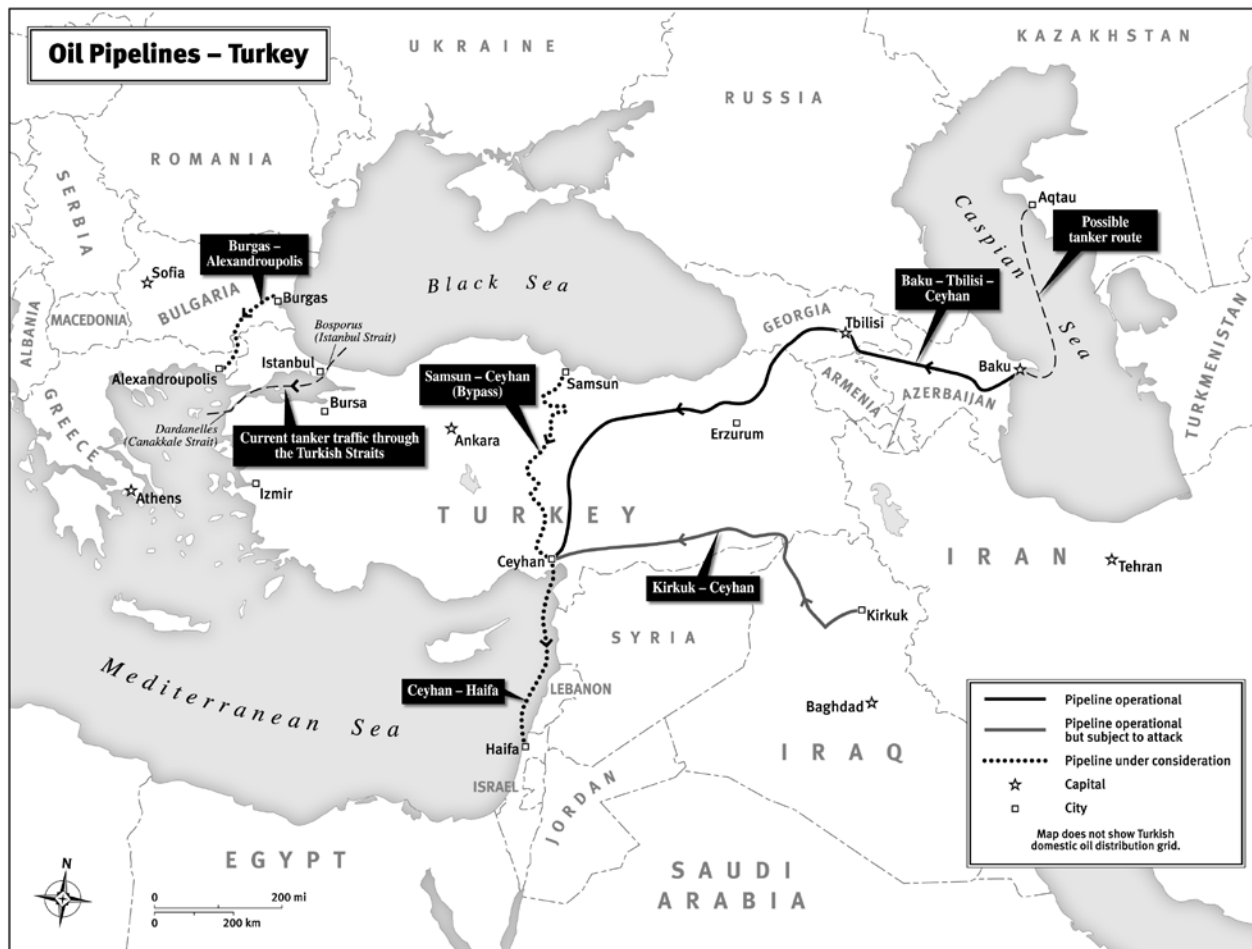 Oil Pipelines – Turkey
UKRAINE
KAZAKHSTAN
RUSSIA
ROMANIA
SERBIA
Aqtau
Caspian Sea
Possible
tanker route
Burgas –
Alexandroupolis
Sofia
BULGARIA
Burgas
Black Sea
Baku – Tbilisi –
Ceyhan
ALBANIA
MACEDONIA
Bosporus
(Istanbul Strait)
GEORGIA
Tbilisi
TURKMENISTAN
Istanbul
Alexandroupolis
Samsun – Ceyhan
(Bypass)
Samsun
Baku
ARMENIA
AZERBAIJAN
GREECE
Bursa
Dardanelles
(Canakkale Strait)
Current tanker traffic through
the Turkish Straits
Ankara
Erzurum
Athens
Izmir
TURKEY
Ceyhan
IRAN
Tehran
Kirkuk – Ceyhan
Kirkuk
SYRIA
Mediterranean Sea
Ceyhan – Haifa
LEBANON
Baghdad
IRAQ
Haifa
ISRAEL
JORDAN
EGYPT
SAUDI
ARABIA
Pipeline operational
Pipeline operational
but subject to attack
Pipeline under consideration
Capital
City
Map does not show Turkish
domestic oil distribution grid.
N
0 200 mi
0 200 km